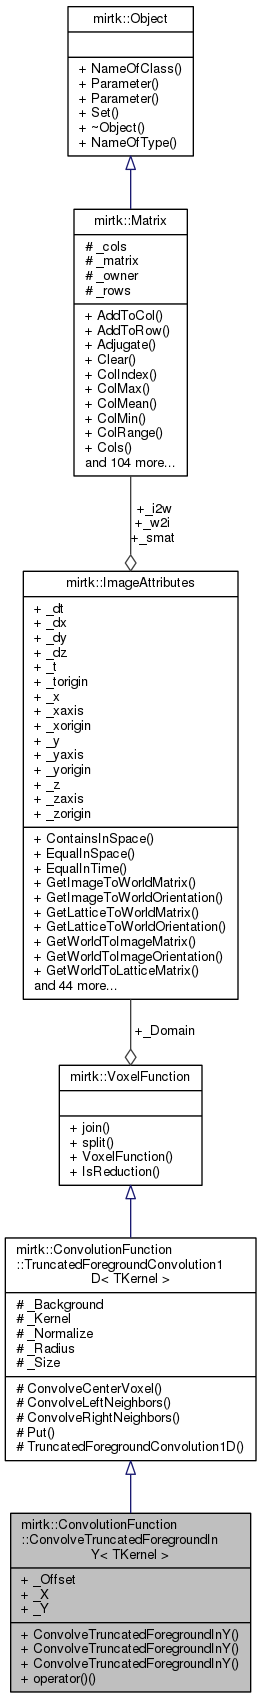 mirtk::Object
+ NameOfClass()
+ Parameter()
+ Parameter()
+ Set()
+ ~Object()
+ NameOfType()
mirtk::Matrix
# _cols
# _matrix
# _owner
# _rows
+ AddToCol()
+ AddToRow()
+ Adjugate()
+ Clear()
+ ColIndex()
+ ColMax()
+ ColMean()
+ ColMin()
+ ColRange()
+ Cols()
and 104 more...
+_i2w
+_w2i
+_smat
mirtk::ImageAttributes
+ _dt
+ _dx
+ _dy
+ _dz
+ _t
+ _torigin
+ _x
+ _xaxis
+ _xorigin
+ _y
+ _yaxis
+ _yorigin
+ _z
+ _zaxis
+ _zorigin
+ ContainsInSpace()
+ EqualInSpace()
+ EqualInTime()
+ GetImageToWorldMatrix()
+ GetImageToWorldOrientation()
+ GetLatticeToWorldMatrix()
+ GetLatticeToWorldOrientation()
+ GetWorldToImageMatrix()
+ GetWorldToImageOrientation()
+ GetWorldToLatticeMatrix()
and 44 more...
+_Domain
mirtk::VoxelFunction
+ join()
+ split()
+ VoxelFunction()
+ IsReduction()
mirtk::ConvolutionFunction
::TruncatedForegroundConvolution1
D< TKernel >
# _Background
# _Kernel
# _Normalize
# _Radius
# _Size
# ConvolveCenterVoxel()
# ConvolveLeftNeighbors()
# ConvolveRightNeighbors()
# Put()
# TruncatedForegroundConvolution1D()
mirtk::ConvolutionFunction
::ConvolveTruncatedForegroundIn
Y< TKernel >
+ _Offset
+ _X
+ _Y
+ ConvolveTruncatedForegroundInY()
+ ConvolveTruncatedForegroundInY()
+ ConvolveTruncatedForegroundInY()
+ operator()()